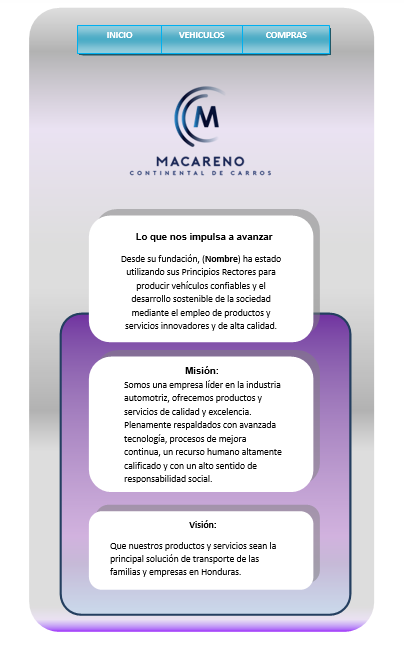 INICIO VEHICULOS COMPRAS
M
MACARENO
CONTINENTAL DE CARROS
Lo que nos impulsa a avanzar
Desde su fundación, (Nombre) ha estado
utilizando sus Principios Rectores para
producir vehículos confiables y el
desarrollo sostenible de la sociedad
mediante el empleo de productos y
servicios innovadores y de alta calidad.
Misión:
Somos una empresa líder en la industria
automotriz, ofrecemos productos y
servicios de calidad y excelencia.
Plenamente respaldados con avanzada
tecnología, procesos de mejora
continua, un recurso humano altamente
calificado y con un alto sentido de
responsabilidad social.
Visión:
Que nuestros productos y servicios sean la
principal solución de transporte de las
familias y empresas en Honduras.